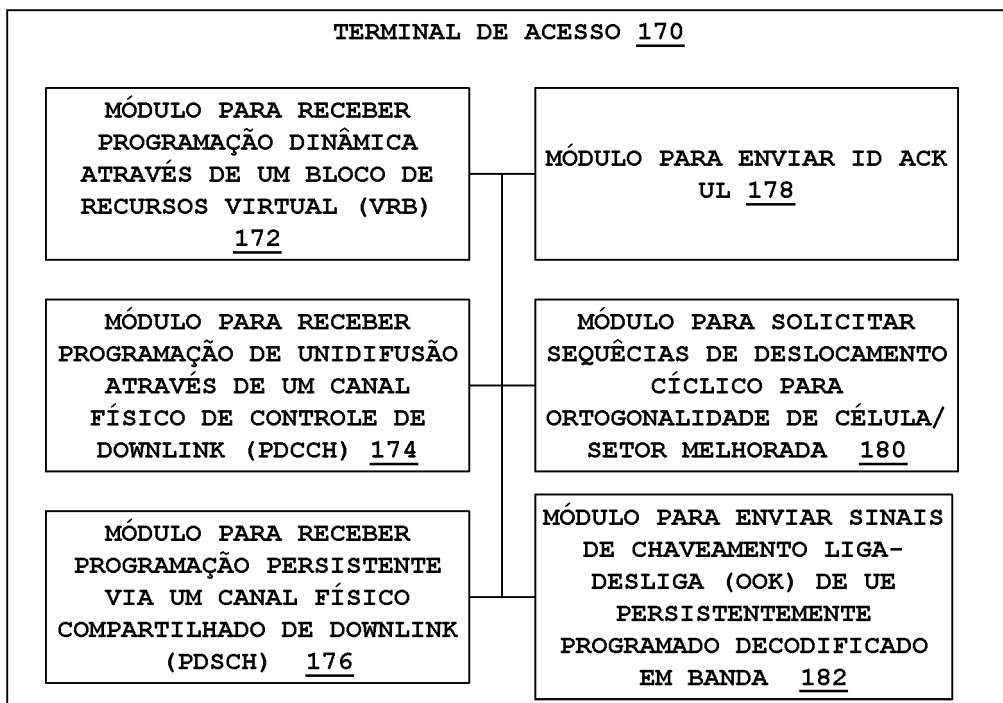 TERMINAL DE ACESSO 170
MÓDULO PARA RECEBER
PROGRAMAÇÃO DINÂMICA
ATRAVÉS DE UM BLOCO DE
RECURSOS VIRTUAL (VRB)
172
MÓDULO PARA ENVIAR ID ACK
UL 178
MÓDULO PARA RECEBER
PROGRAMAÇÃO DE UNIDIFUSÃO
ATRAVÉS DE UM CANAL
FÍSICO DE CONTROLE DE
DOWNLINK (PDCCH) 174
MÓDULO PARA SOLICITAR
SEQUÊCIAS DE DESLOCAMENTO
CÍCLICO PARA
ORTOGONALIDADE DE CÉLULA/
SETOR MELHORADA 180
MÓDULO PARA RECEBER
PROGRAMAÇÃO PERSISTENTE
VIA UM CANAL FÍSICO
COMPARTILHADO DE DOWNLINK
(PDSCH) 176
MÓDULO PARA ENVIAR SINAIS
DE CHAVEAMENTO LIGA-
DESLIGA (OOK) DE UE
PERSISTENTEMENTE
PROGRAMADO DECODIFICADO
EM BANDA 182